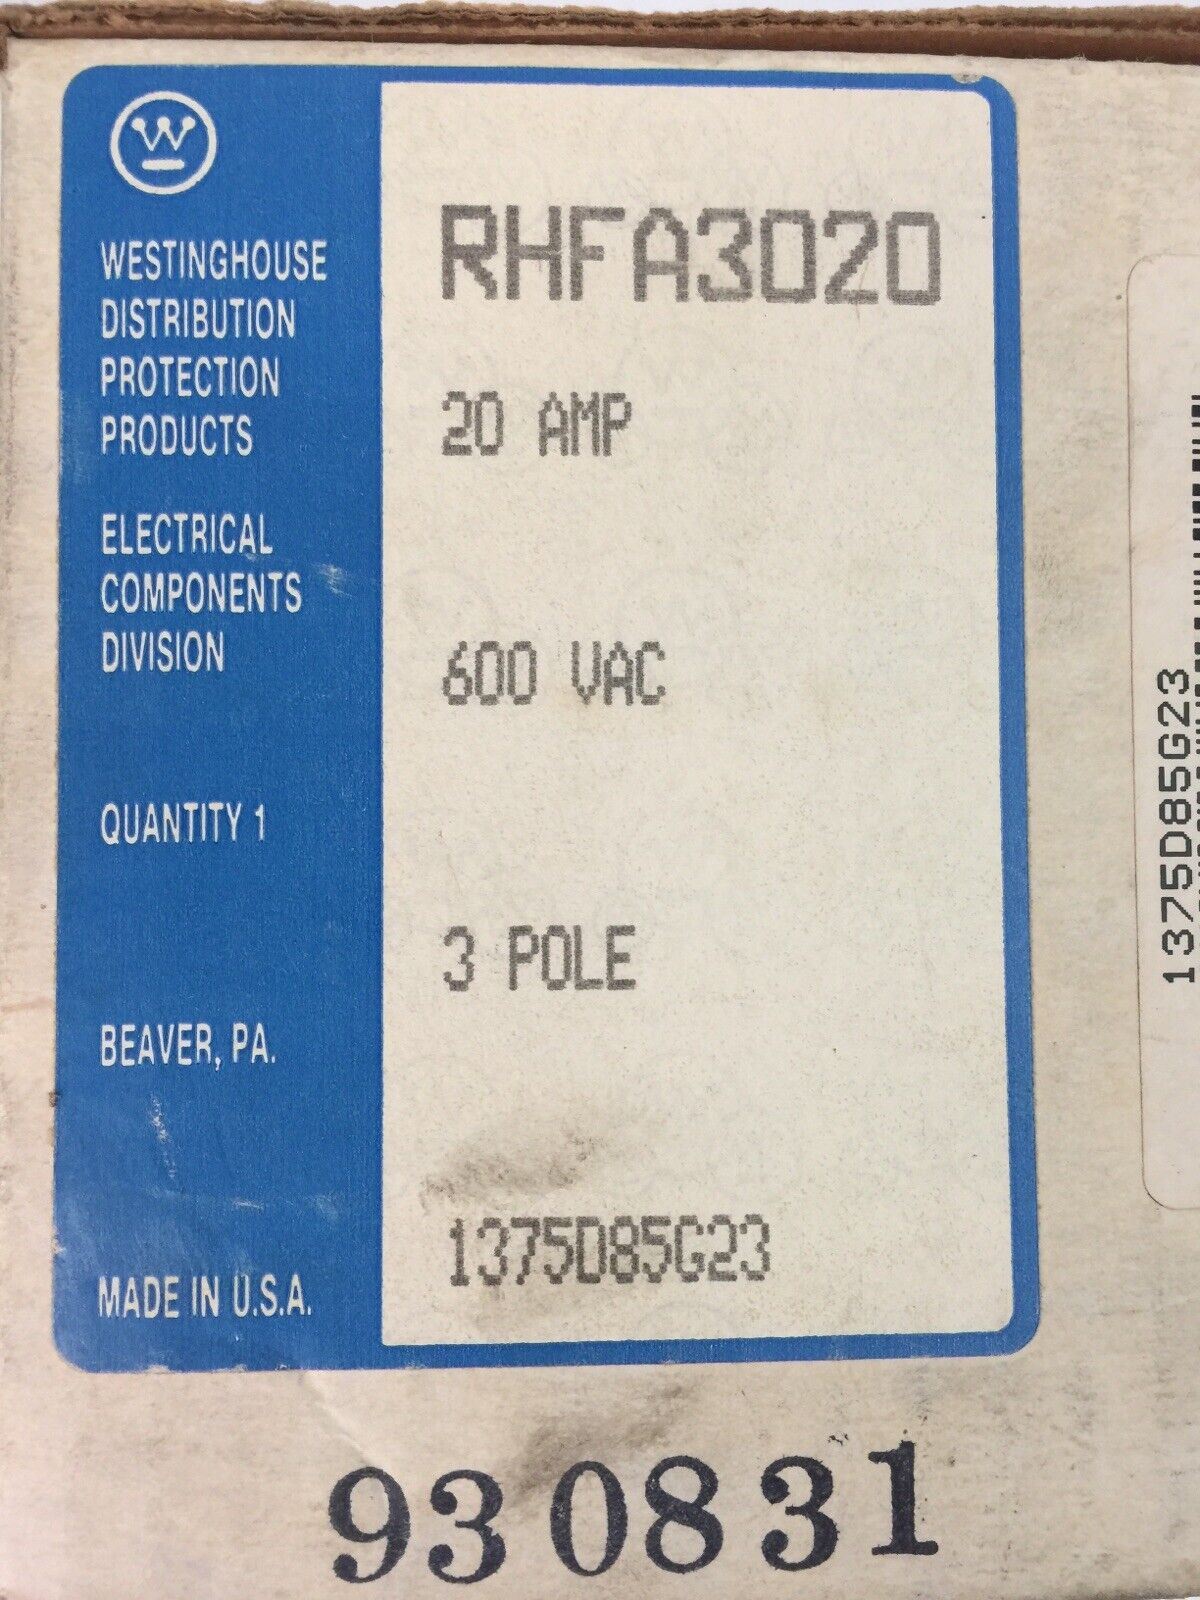 W
WESTINGHOUSE
DISTRIBUTION
PROTECTION
PRODUCTS
ELECTRICAL
COMPONENTS
DIVISION
QUANTITY 1
BEAVER, PA.
MADE IN U.S.A.
RHFA3020
20 AMP
600 VAC
3 POLE
1375D85G23
1375D85G23
930831